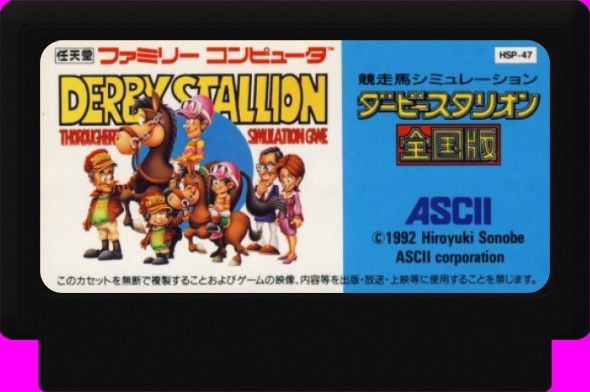 任天堂 ファミリー コンピュータ™
HSP-47
DERBY STALLION
THOROUGHBRED SIMULATION GAME
競走馬シミュレーション
ダービースタリオン
全国版
ASCII
©1992 Hiroyuki Sonobe
ASCII corporation
このカセットを無断で複製することおよびゲームの映像、内容等を出版・放送・上映等に使用することを禁じます。